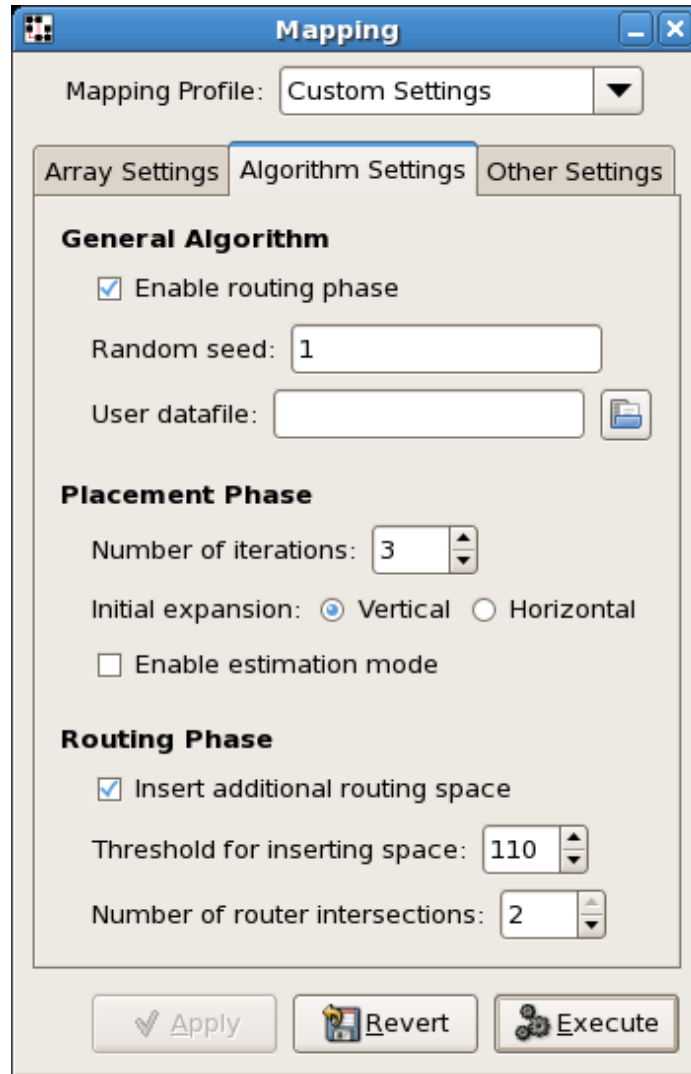 Mapping
Mapping Profile: Custom Settings
Array Settings Algorithm Settings Other Settings
General Algorithm
Enable routing phase
Random seed: 1
User datafile:
Placement Phase
Number of iterations: 3
Initial expansion: Vertical Horizontal
Enable estimation mode
Routing Phase
Insert additional routing space
Threshold for inserting space: 110
Number of router intersections: 2
Apply Revert Execute